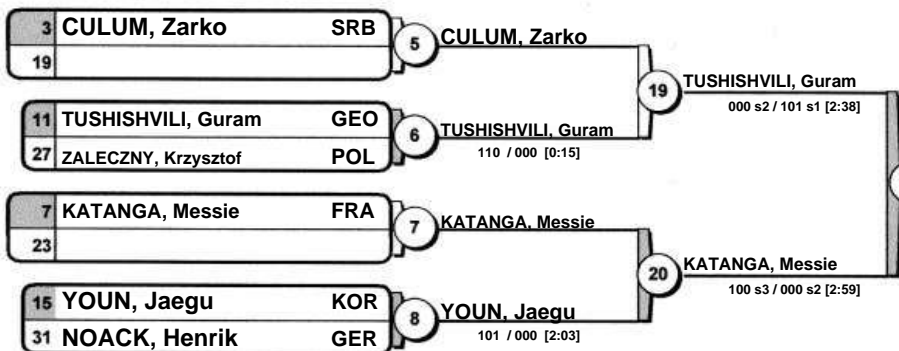 3 CULUM, Zarko SRB
19
5
CULUM, Zarko
11 TUSHISHVILI, Guram GEO
27 ZALECZNY, Krzysztof POL
6
TUSHISHVILI, Guram
110 / 000 [0:15]
19
TUSHISHVILI, Guram
000 s2 / 101 s1 [2:38]
7 KATANGA, Messie FRA
23
7
KATANGA, Messie
15 YOUN, Jaegu KOR
31 NOACK, Henrik GER
8
YOUN, Jaegu
101 / 000 [2:03]
20
KATANGA, Messie
100 s3 / 000 s2 [2:59]